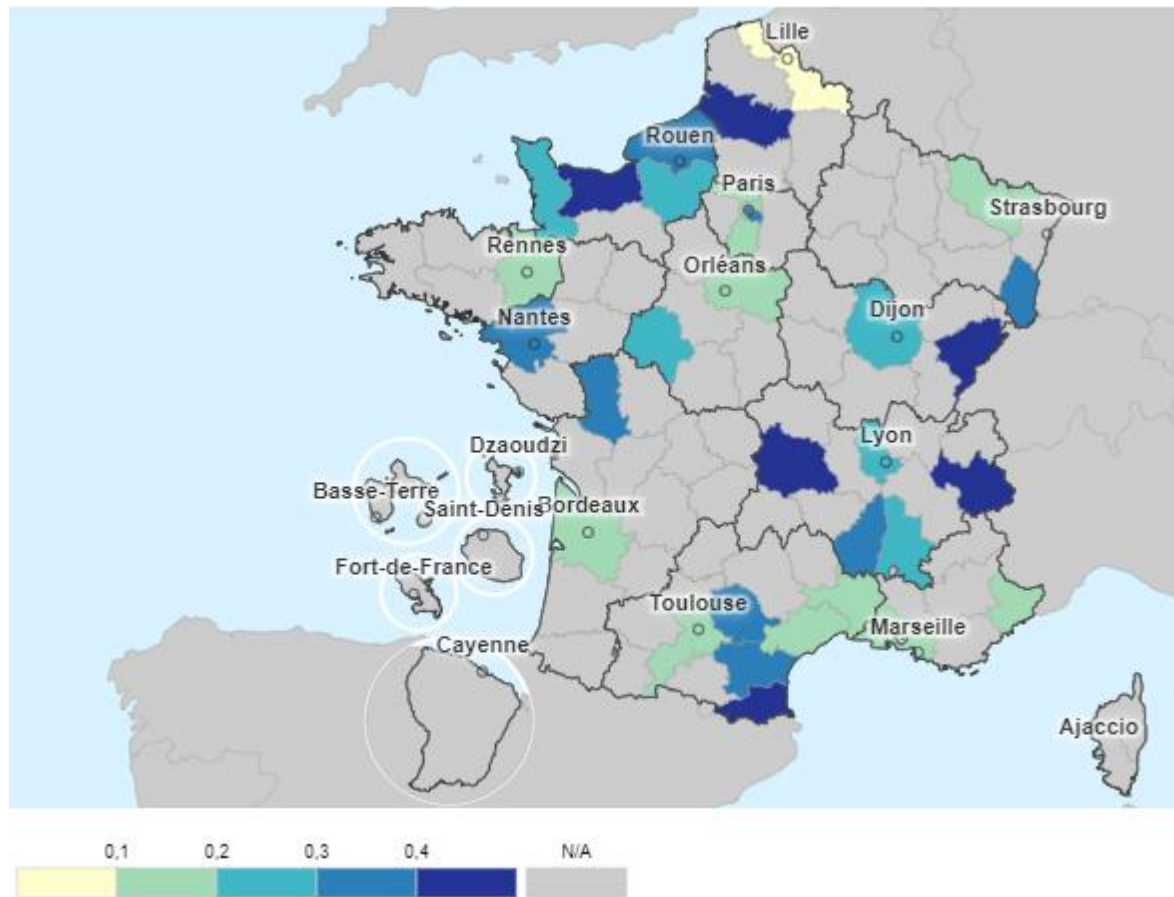 Lille
Rouen
Paris
Strasbourg
Rennes
Orléans
Nantes
Dijon
Lyon
Dzaoudzi
Basse-Terre
Saint-Denis
Bordeaux
Fort-de-France
Toulouse
Marseille
Cayenne
Ajaccio
0,1 0,2 0,3 0,4 N/A